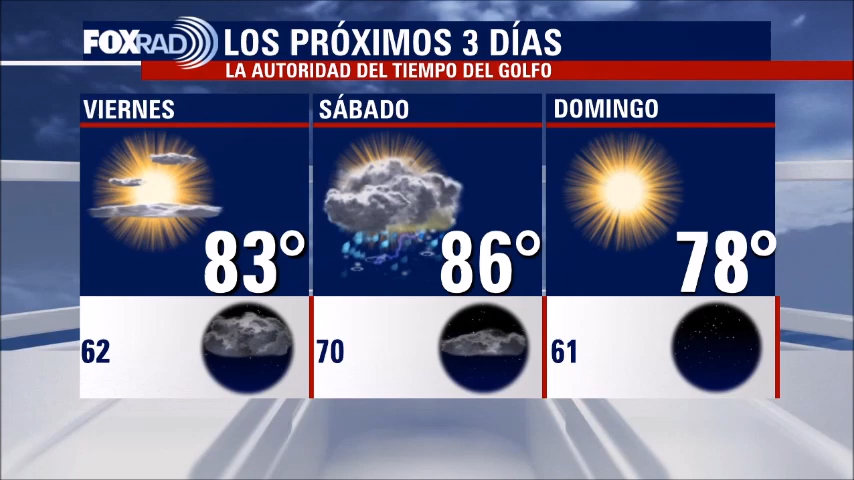 FOXRAD LOS PRÓXIMOS 3 DÍAS
LA AUTORIDAD DEL TIEMPO DEL GOLFO
VIERNES SÁBADO DOMINGO
83° 86° 78°
62 70 61